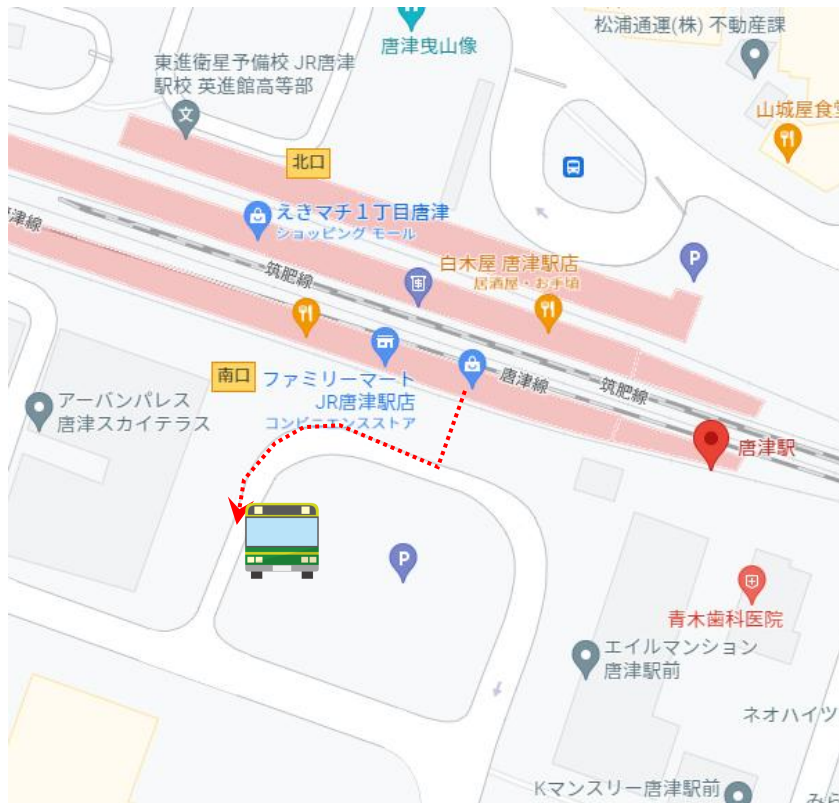 唐津曳山像
松浦通運(株) 不動産課
東進衛星予備校 JR唐津
駅校 英進館高等部
文
山城屋食堂
北口
えきマチ１丁目唐津
ショッピング モール
津線
筑肥線
白木屋 唐津駅店
居酒屋・お手頃
P
南口
ファミリーマート
JR唐津駅店
コンビニエンスストア
唐津線
筑肥線
アーバンパレス
唐津スカイテラス
唐津駅
P
青木歯科医院
エイルマンション
唐津駅前
ネオハイツ
Kマンスリー唐津駅前